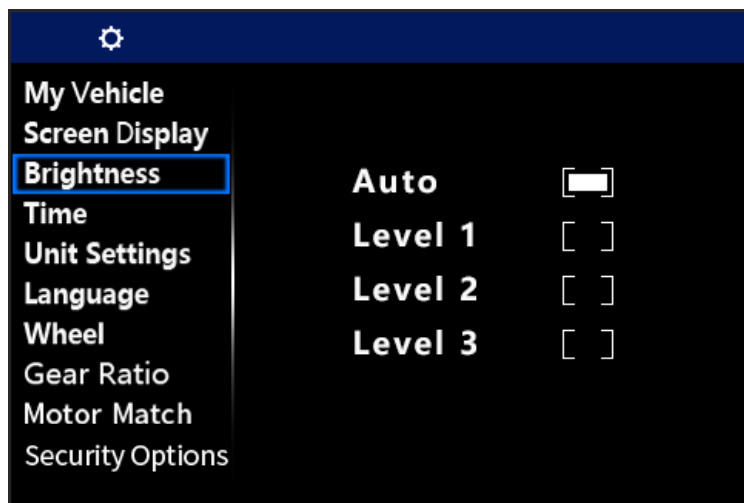 My Vehicle
Screen Display
Brightness
Time
Unit Settings
Language
Wheel
Gear Ratio
Motor Match
Security Options
Auto
Level 1
Level 2
Level 3